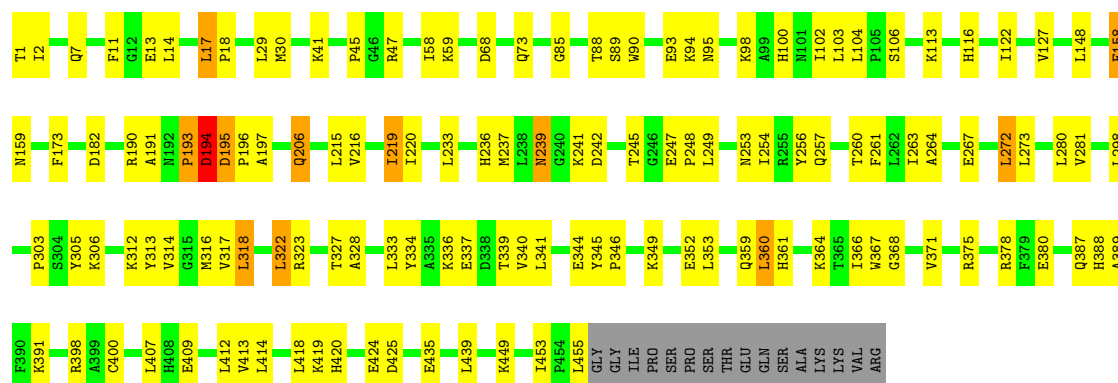 T1 I2 Q7 F11 G12 E13 L14 L17 P18 L29 M30 K41 P45 G46 R47 I58 K59 D68 Q73 G85 T88 S89 W90 E93 K94 N95 K98 A99 H100 N101 I102 L103 L104 P105 S106 K113 H116 I122 V127 L148
N159 F173 D182 R190 A191 N192 P193 D194 D195 P196 A197 Q206 L215 V216 I219 I220 L233 H236 M237 L238 N239 G240 K241 D242 T245 G246 E247 P248 L249 N253 I254 R255 Y256 Q257 T260 F261 L262 I263 A264 E267 L272 L273 L280 V281
P303 S304 Y305 K306 K312 Y313 V314 G315 M316 V317 L318 L322 R323 T327 A328 L333 Y334 A335 K336 E337 D338 T339 V340 L341 E344 Y345 P346 K349 E352 L353 Q359 L360 H361 K364 T365 I366 W367 G368 V371 R375 R378 F379 E380 Q387 H388 A389
F390 K391 R398 A399 C400 L407 H408 E409 L412 V413 L414 L418 K419 H420 E424 D425 E435 L439 K449 I453 P454 L455 GLY GLY ILE PRO SER PRO SER THR GLU GLN SER ALA LYS LYS VAL ARG